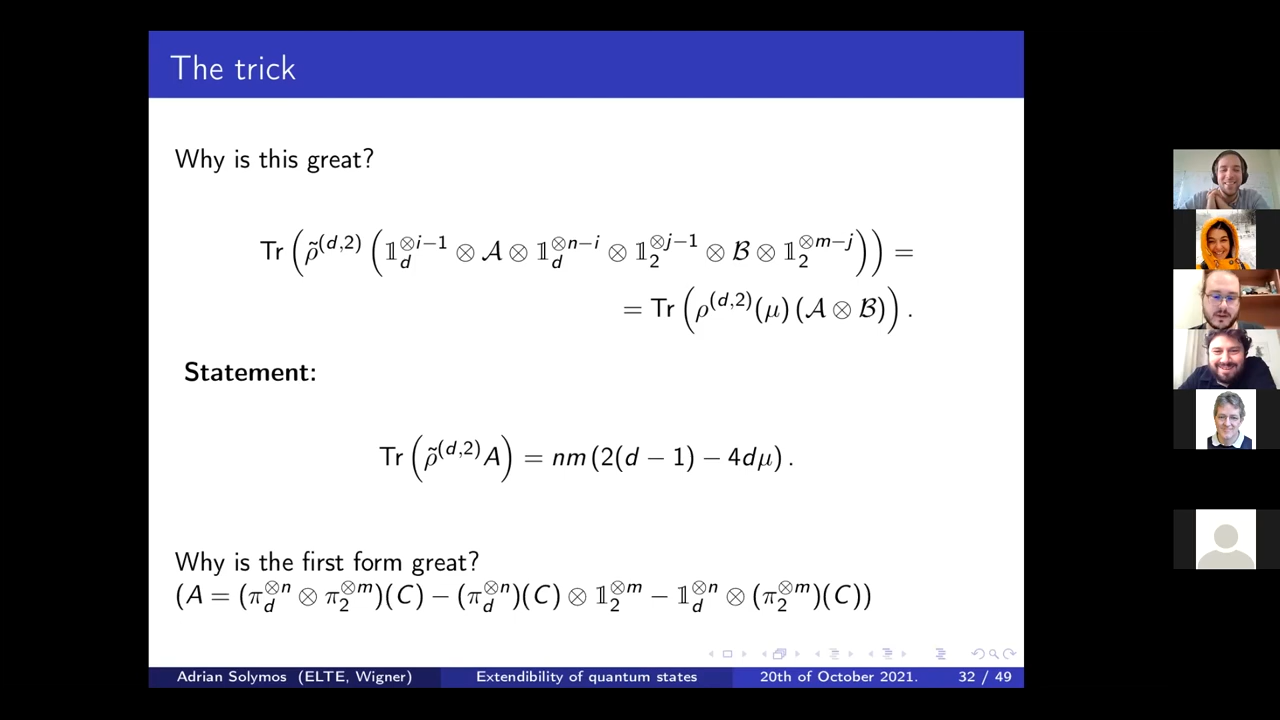 The trick
Why is this great?
Tr ( ρ̃^(d,2) ( 𝟙_d^{⊗i−1} ⊗ 𝒜 ⊗ 𝟙_d^{⊗n−i} ⊗ 𝟙_2^{⊗j−1} ⊗ ℬ ⊗ 𝟙_2^{⊗m−j} ) ) =
= Tr ( ρ^(d,2)(μ) (𝒜 ⊗ ℬ) ) .
Statement:
Tr ( ρ̃^(d,2) A ) = nm (2(d − 1) − 4dμ) .
Why is the first form great?
(A = (π_d^{⊗n} ⊗ π_2^{⊗m})(C) − (π_d^{⊗n})(C) ⊗ 𝟙_2^{⊗m} − 𝟙_d^{⊗n} ⊗ (π_2^{⊗m})(C))
Adrian Solymos (ELTE, Wigner) Extendibility of quantum states 20th of October 2021. 32 / 49